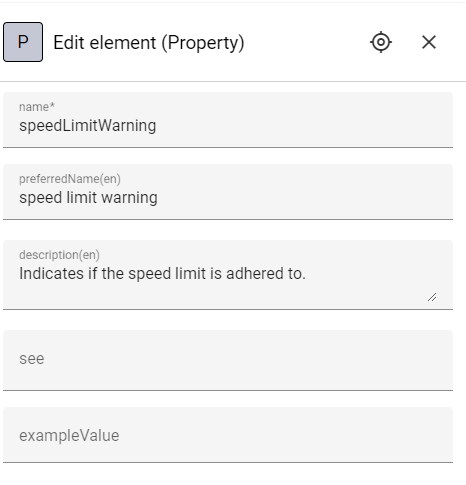 P Edit element (Property)
name*
speedLimitWarning
preferredName(en)
speed limit warning
description(en)
Indicates if the speed limit is adhered to.
see
exampleValue